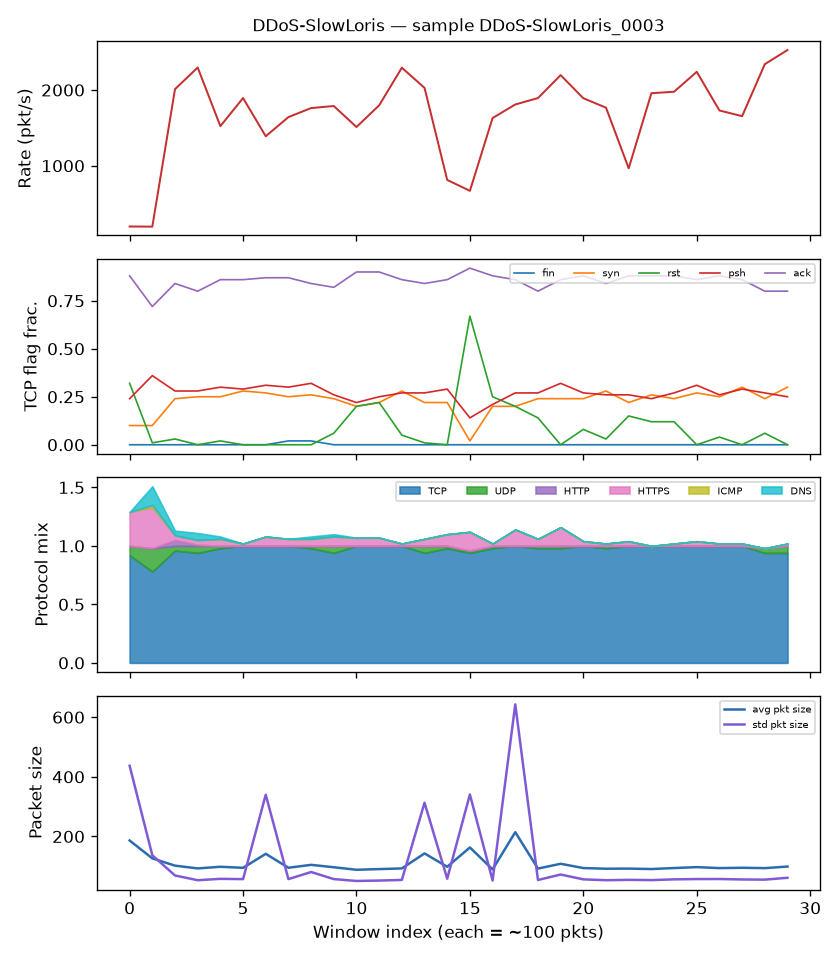 DDoS-SlowLoris — sample DDoS-SlowLoris_0003
Rate (pkt/s)
2000
1000
TCP flag frac.
0.75
0.50
0.25
0.00
fin syn rst psh ack
Protocol mix
1.5
1.0
0.5
0.0
TCP UDP HTTP HTTPS ICMP DNS
Packet size
600
400
200
avg pkt size
std pkt size
0 5 10 15 20 25 30
Window index (each = ~100 pkts)